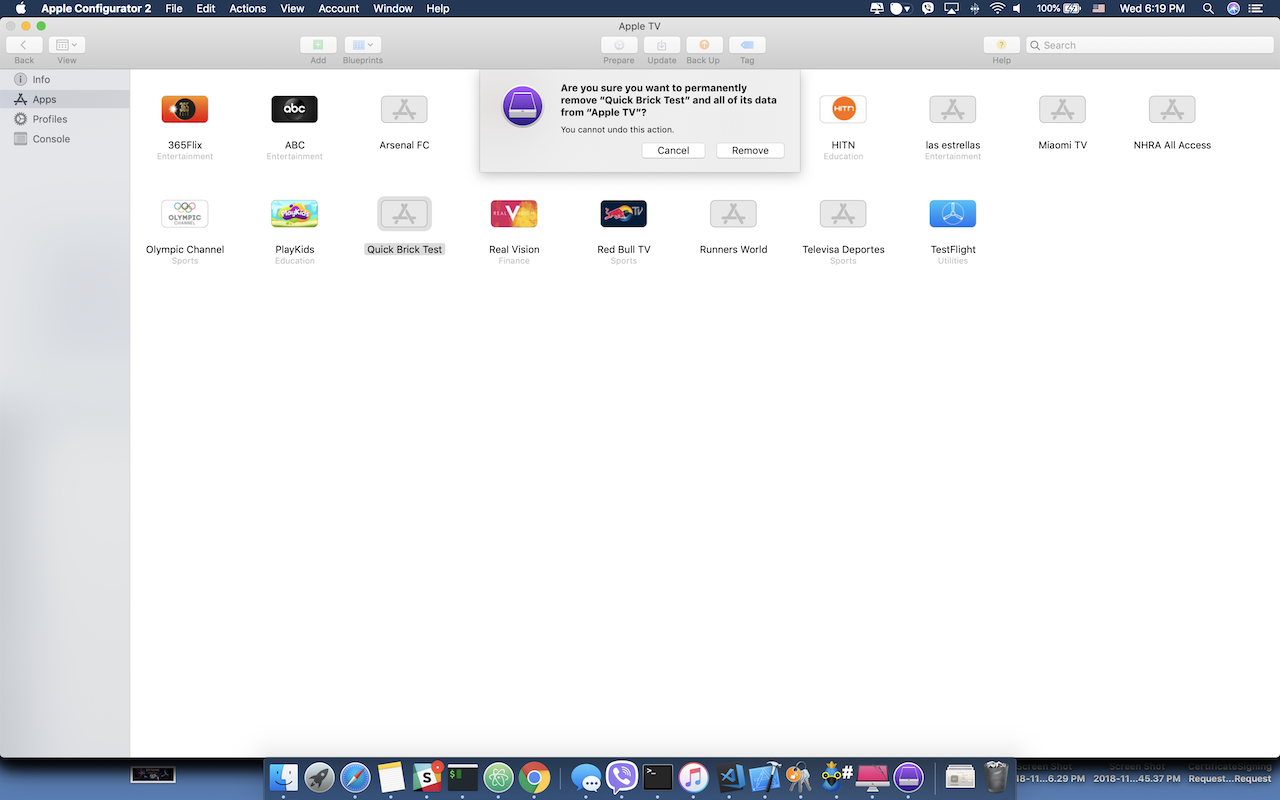 Apple Configurator 2 File Edit Actions View Account Window Help 100% Wed 6:19 PM
Apple TV
Back View Add Blueprints Prepare Update Back Up Tag Help Search
Info
Apps
Profiles
Console
Are you sure you want to permanently
remove “Quick Brick Test” and all of its data
from “Apple TV”?
You cannot undo this action.
Cancel Remove
365
abc
HITN
365Flix ABC Arsenal FC HITN las estrellas Miaomi TV NHRA All Access
Entertainment Entertainment Education Entertainment
OLYMPIC
CHANNEL
PlayKids
REAL VISION
TV
Olympic Channel PlayKids Quick Brick Test Real Vision Red Bull TV Runners World Televisa Deportes TestFlight
Sports Education Finance Sports Sports Utilities
S
$
>_
#
Screen Shot Screen Shot CertificateSigning
18-11...6.29 PM 2018-11...45.37 PM Request...Request